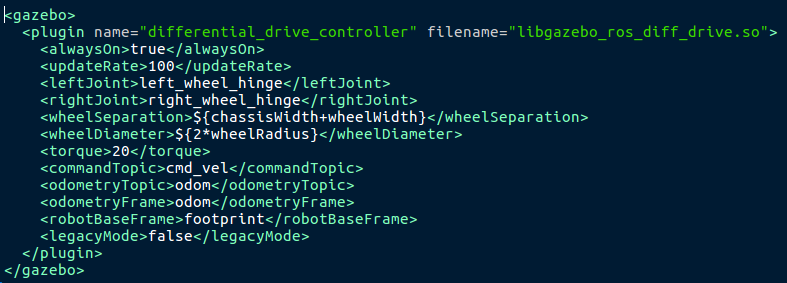 <gazebo>
<plugin name="differential_drive_controller" filename="libgazebo_ros_diff_drive.so">
<alwaysOn>true</alwaysOn>
<updateRate>100</updateRate>
<leftJoint>left_wheel_hinge</leftJoint>
<rightJoint>right_wheel_hinge</rightJoint>
<wheelSeparation>${chassisWidth+wheelWidth}</wheelSeparation>
<wheelDiameter>${2*wheelRadius}</wheelDiameter>
<torque>20</torque>
<commandTopic>cmd_vel</commandTopic>
<odometryTopic>odom</odometryTopic>
<odometryFrame>odom</odometryFrame>
<robotBaseFrame>footprint</robotBaseFrame>
<legacyMode>false</legacyMode>
</plugin>
</gazebo>